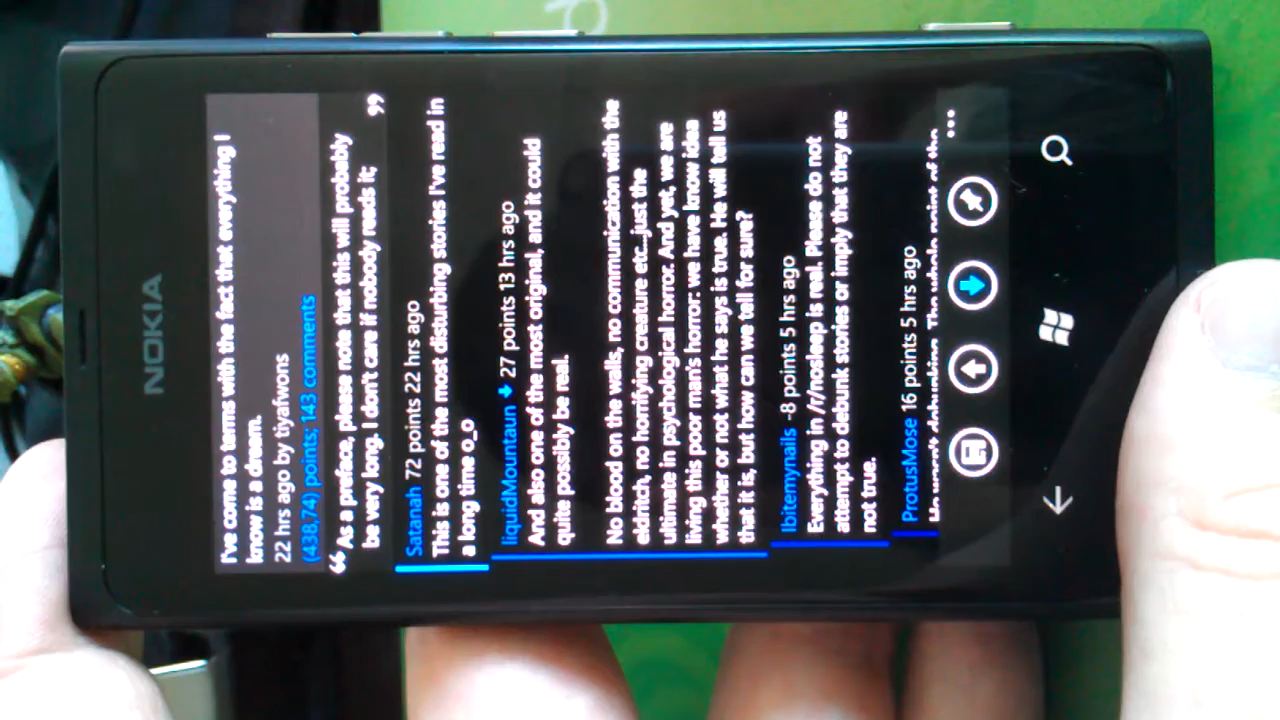 NOKIA
I've come to terms with the fact that everything I
know is a dream.
22 hrs ago by tiyafwons
(438,74) points; 143 comments
“ As a preface, please note that this will probably
be very long. I don't care if nobody reads it; ”
Satanah 72 points 22 hrs ago
This is one of the most disturbing stories I've read in
a long time o_o
liquidMountaun 27 points 13 hrs ago
And also one of the most original, and it could
quite possibly be real.
No blood on the walls, no communication with the
eldritch, no horrifying creature etc..just the
ultimate in psychological horror. And yet, we are
living this poor man's horror: we have know idea
whether or not what he says is true. He will tell us
that it is, but how can we tell for sure?
Ibitemynails -8 points 5 hrs ago
Everything in /r/nosleep is real. Please do not
attempt to debunk stories or imply that they are
not true.
ProtusMose 16 points 5 hrs ago
He wasn't debunking. The whole point of the
...
d